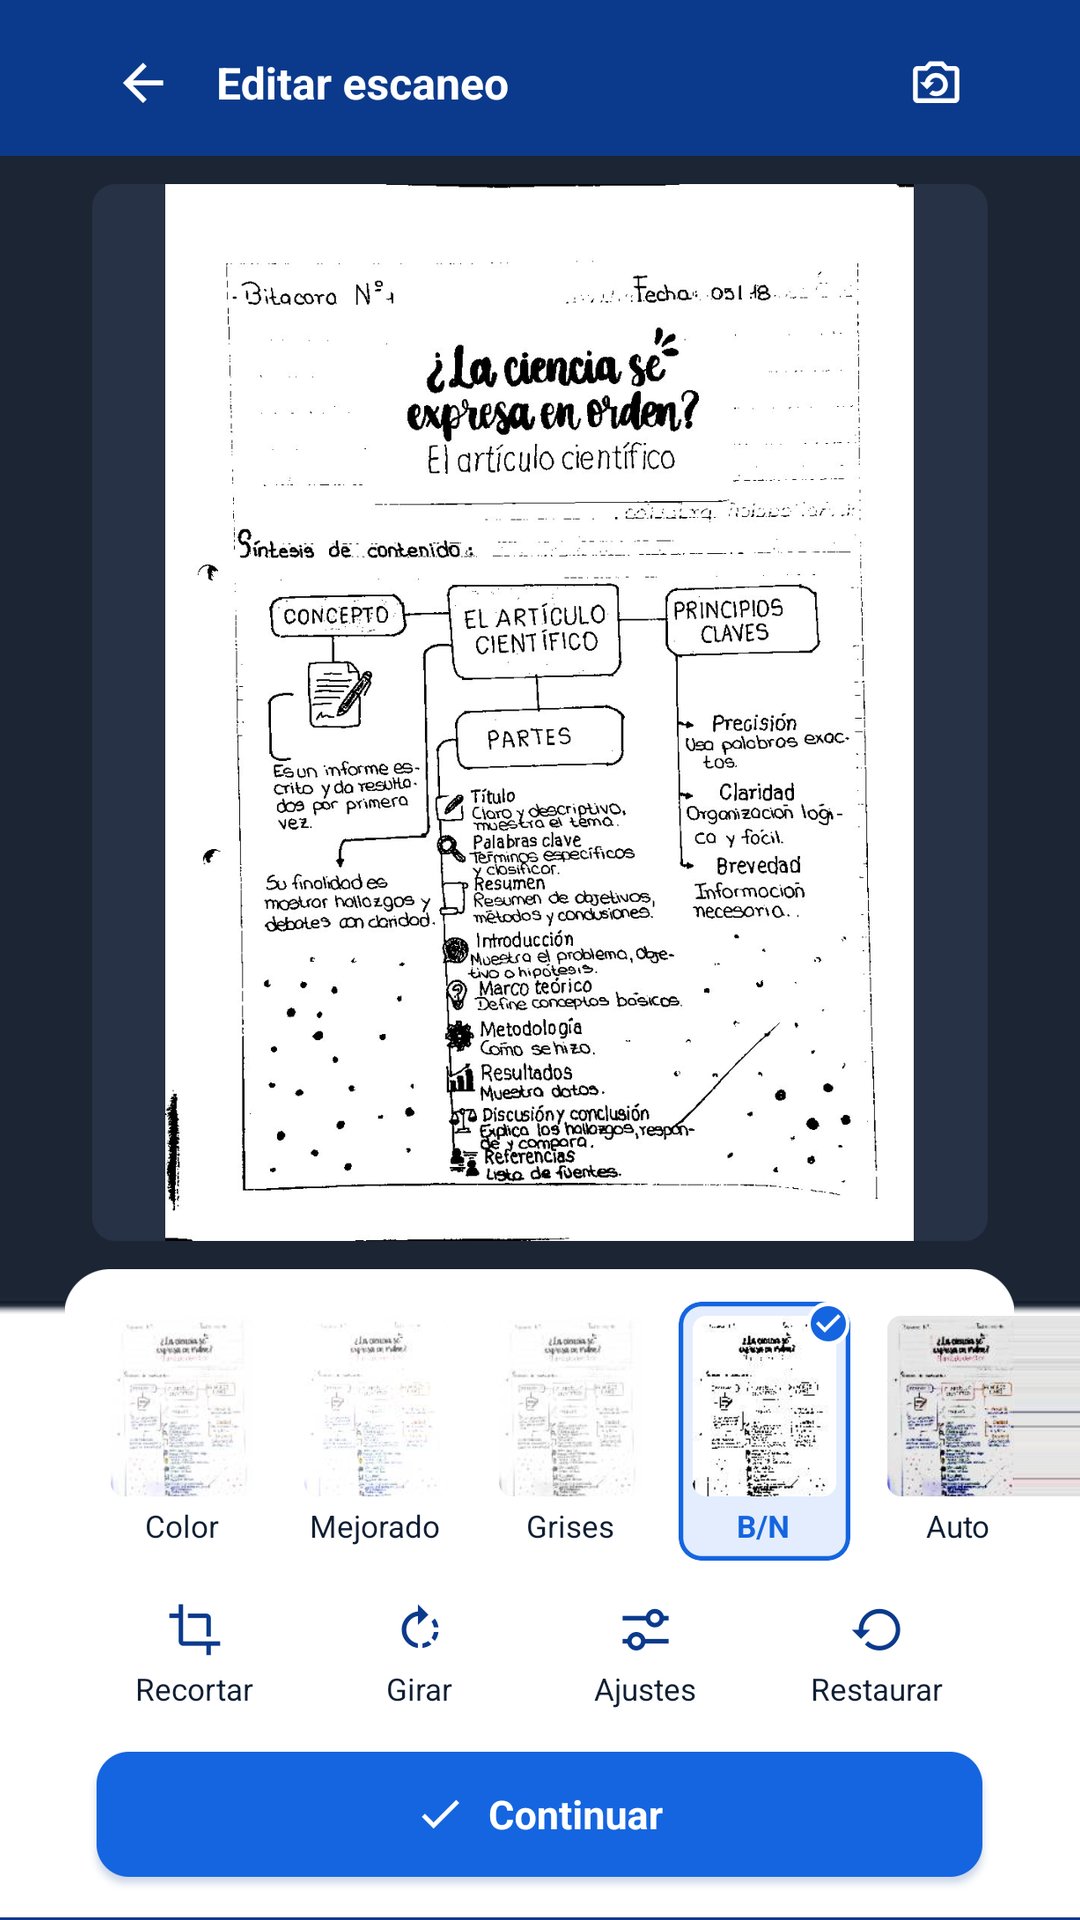 Editar escaneo
Bitacora Nº1
Fecha 05/18
¿La ciencia se
expresa en orden?
El artículo científico
Síntesis de contenido:
CONCEPTO
EL ARTÍCULO
CIENTÍFICO
PRINCIPIOS
CLAVES
Es un informe es-
crito y da resulta-
dos por primera
vez.
Su finalidad es
mostrar hallazgos y
debates con claridad.
PARTES
Título
Claro y descriptivo,
muestra el tema.
Palabras clave
Términos específicos
y clasificar.
Resumen
Resumen de objetivos,
métodos y conclusiones.
Introducción
Muestra el problema, obje-
tivo o hipótesis.
Marco teórico
Define conceptos básicos.
Metodología
Como se hizo.
Resultados
Muestra datos.
Discusión y conclusión
Explica los hallazgos, respon-
de y compara.
Referencias
Lista de fuentes.
Precisión
Usa palabras exac-
tas.
Claridad
Organización lógi-
ca y fácil.
Brevedad
Información
necesaria.
Color
Mejorado
Grises
B/N
Auto
Recortar
Girar
Ajustes
Restaurar
Continuar